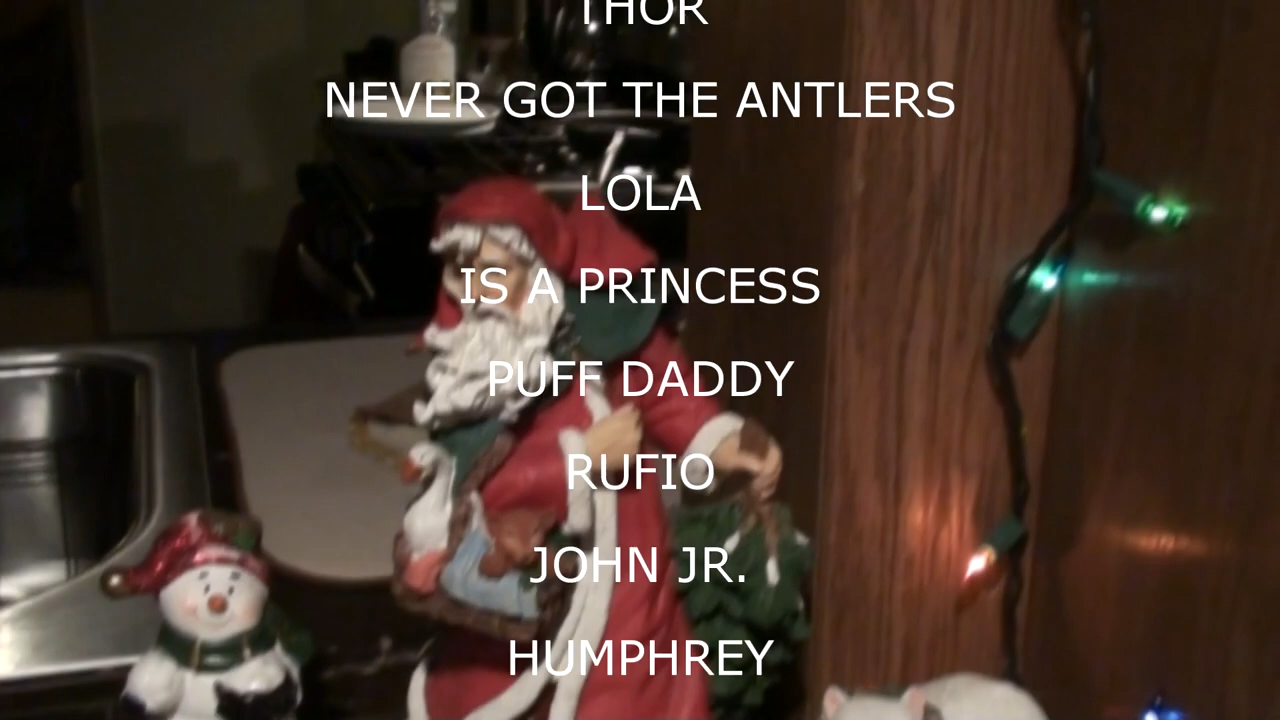 THOR
NEVER GOT THE ANTLERS
LOLA
IS A PRINCESS
PUFF DADDY
RUFIO
JOHN JR.
HUMPHREY